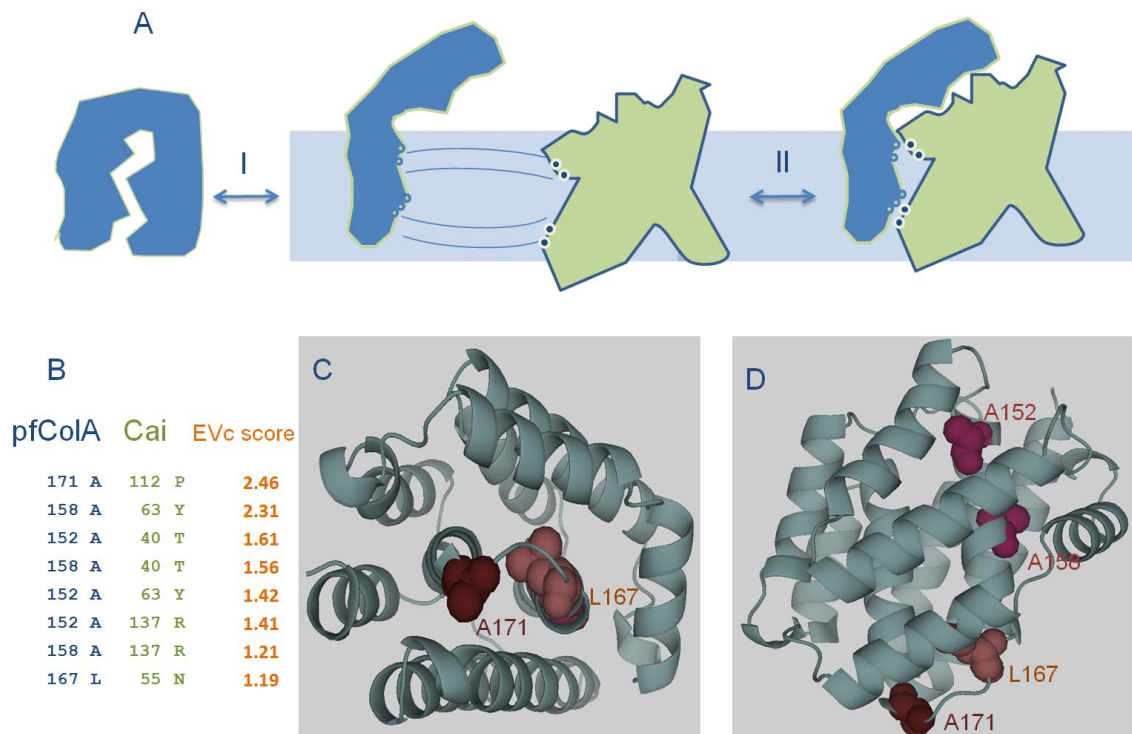 A
I
II
B
pfColA Cai EVc score
171 A 112 P 2.46
158 A 63 Y 2.31
152 A 40 T 1.61
158 A 40 T 1.56
152 A 63 Y 1.42
152 A 137 R 1.41
158 A 137 R 1.21
167 L 55 N 1.19
C
L167
A171
D
A152
A158
L167
A171